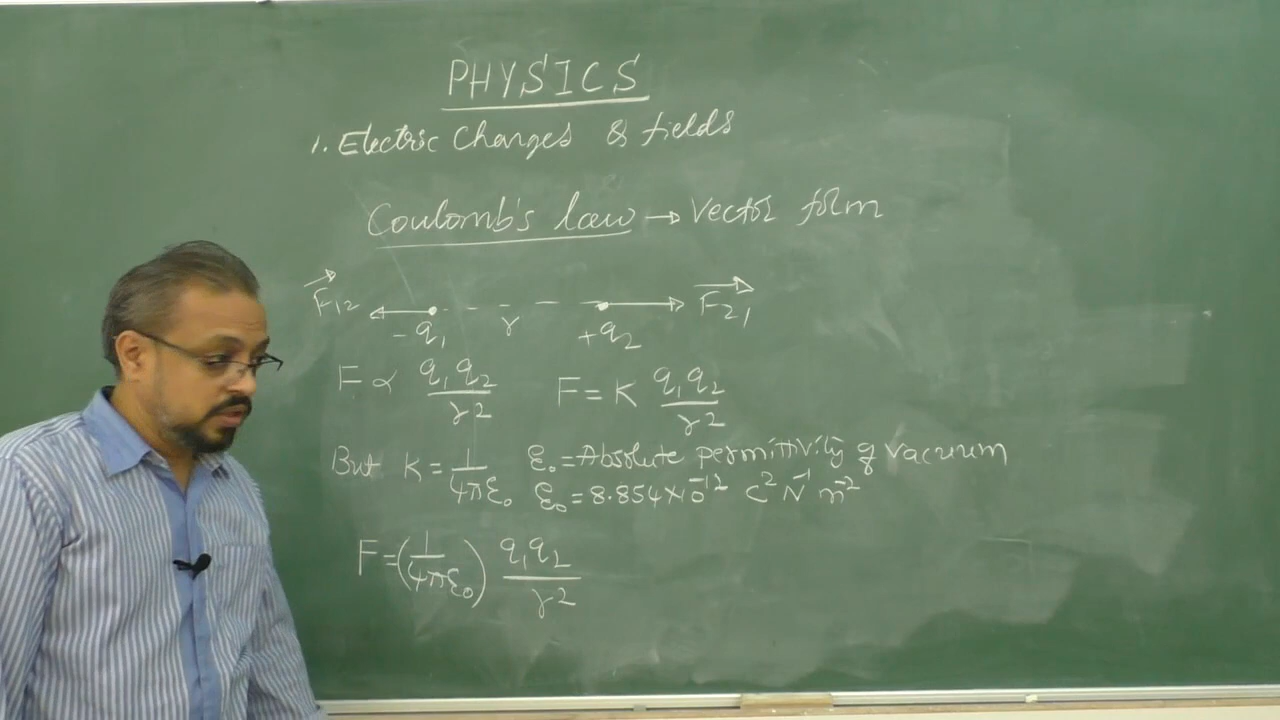 PHYSICS
1. Electric Charges & fields
Coulomb's law → Vector form
F₁₂ - q₁ r + q₂ F₂₁
F ∝ q₁q₂/r² F = K q₁q₂/r²
But K = 1/4πε₀ ε₀ = Absolute permittivity of vacuum
ε₀ = 8.854×10⁻¹² C² N⁻¹ m⁻²
F = (1/4πε₀) q₁q₂/r²